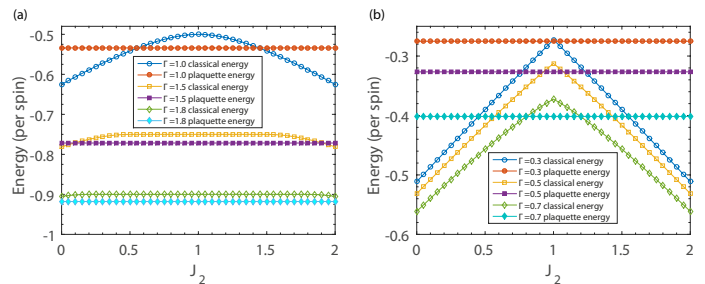 (a)
-0.5
-0.6
-0.7
-0.8
-0.9
-1
Energy (per spin)
Γ =1.0 classical energy
Γ =1.0 plaquette energy
Γ =1.5 classical energy
Γ =1.5 plaquette energy
Γ =1.8 classical energy
Γ =1.8 plaquette energy
0 0.5 1 1.5 2
J2
(b)
-0.3
-0.4
-0.5
-0.6
Energy (per spin)
Γ=0.3 classical energy
Γ=0.3 plaquette energy
Γ=0.5 classical energy
Γ=0.5 plaquette energy
Γ=0.7 classical energy
Γ=0.7 plaquette energy
0 0.5 1 1.5 2
J2